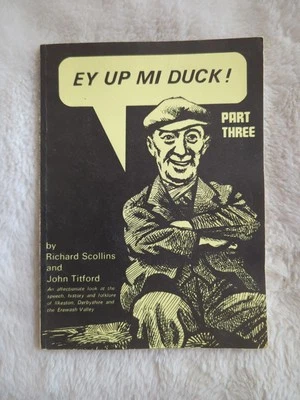 EY UP MI DUCK!
PART
THREE
by
Richard Scollins
and
John Titford
An affectionate look at the
speech, history and folklore
of Ilkeston, Derbyshire and
the Erewash Valley